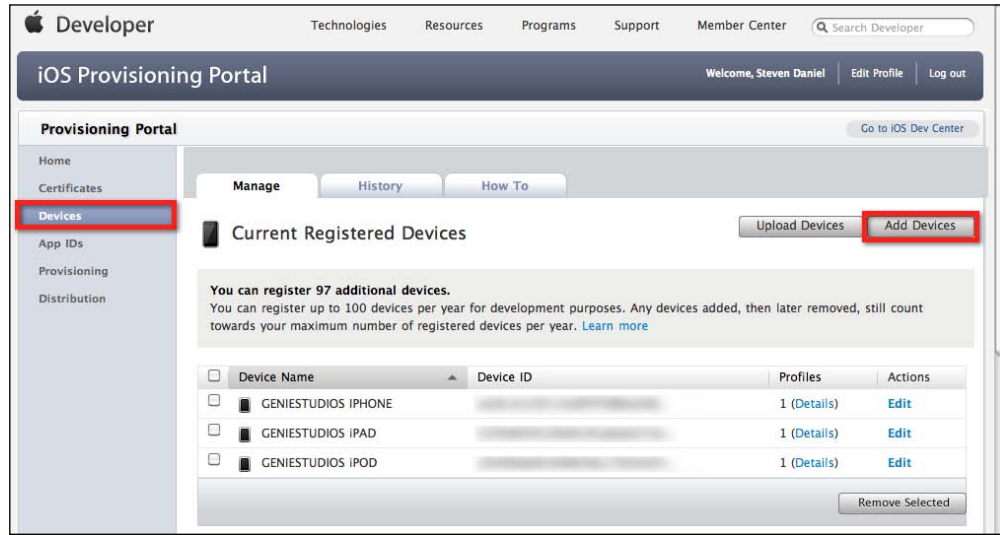 Developer
Technologies Resources Programs Support Member Center Search Developer
iOS Provisioning Portal
Welcome, Steven Daniel Edit Profile Log out
Provisioning Portal
Go to iOS Dev Center
Home
Certificates
Devices
App IDs
Provisioning
Distribution
Manage History How To
Current Registered Devices
Upload Devices Add Devices
You can register 97 additional devices.
You can register up to 100 devices per year for development purposes. Any devices added, then later removed, still count
towards your maximum number of registered devices per year. Learn more
Device Name Device ID Profiles Actions
GENIESTUDIOS IPHONE 1 (Details) Edit
GENIESTUDIOS iPAD 1 (Details) Edit
GENIESTUDIOS iPOD 1 (Details) Edit
Remove Selected